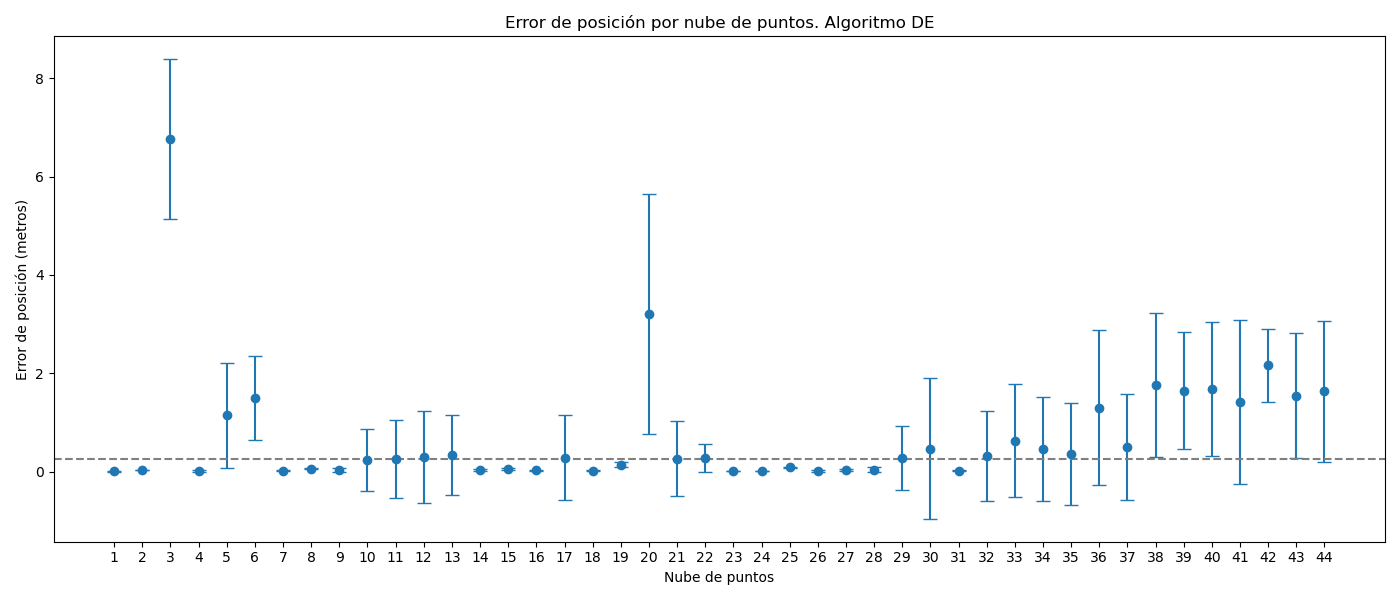 Error de posición por nube de puntos. Algoritmo DE
Error de posición (metros)
8
6
4
2
0
1 2 3 4 5 6 7 8 9 10 11 12 13 14 15 16 17 18 19 20 21 22 23 24 25 26 27 28 29 30 31 32 33 34 35 36 37 38 39 40 41 42 43 44
Nube de puntos